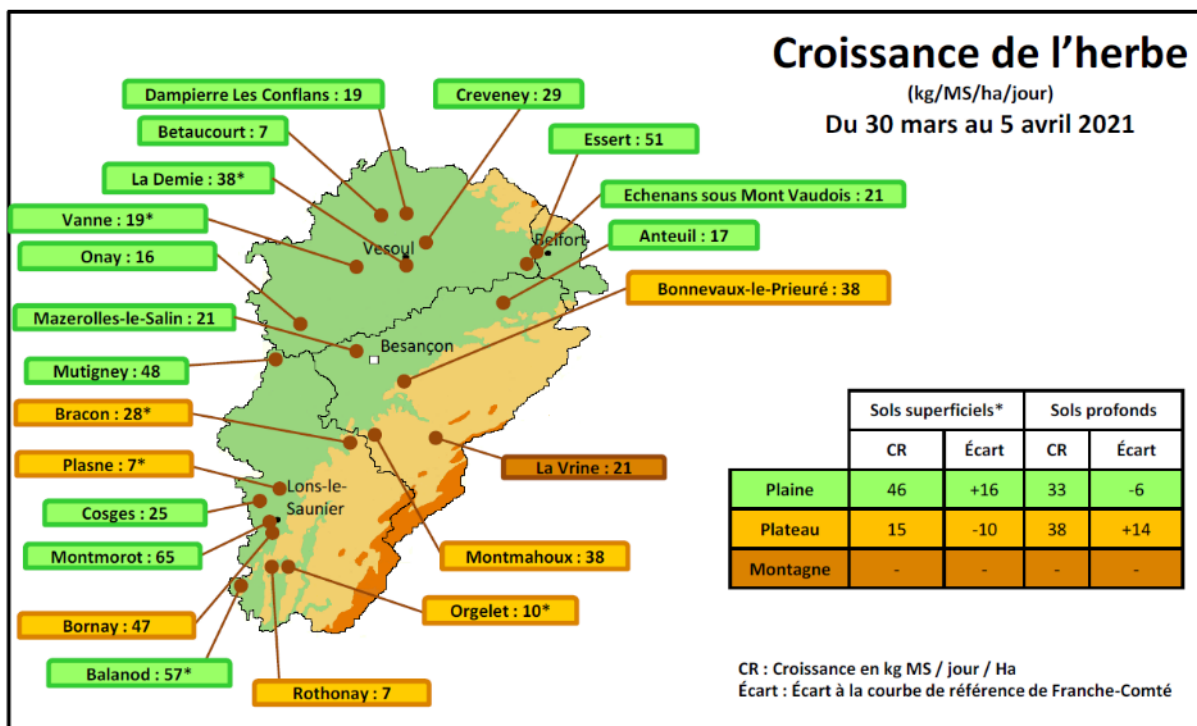 Croissance de l’herbe
(kg/MS/ha/jour)
Du 30 mars au 5 avril 2021
Dampierre Les Conflans : 19
Creveney : 29
Betaucourt : 7
Essert : 51
La Demie : 38*
Echenans sous Mont Vaudois : 21
Vanne : 19*
Anteuil : 17
Onay : 16
Vesoul
Belfort
Bonnevaux-le-Prieuré : 38
Mazerolles-le-Salin : 21
Besançon
Mutigney : 48
Bracon : 28*
Plasne : 7*
La Vrine : 21
Lons-le-
Saunier
Cosges : 25
Montmorot : 65
Montmahoux : 38
Orgelet : 10*
Bornay : 47
Balanod : 57*
Rothonay : 7
Sols superficiels* Sols profonds
CR Écart CR Écart
Plaine 46 +16 33 -6
Plateau 15 -10 38 +14
Montagne - - - -
CR : Croissance en kg MS / jour / Ha
Écart : Écart à la courbe de référence de Franche-Comté